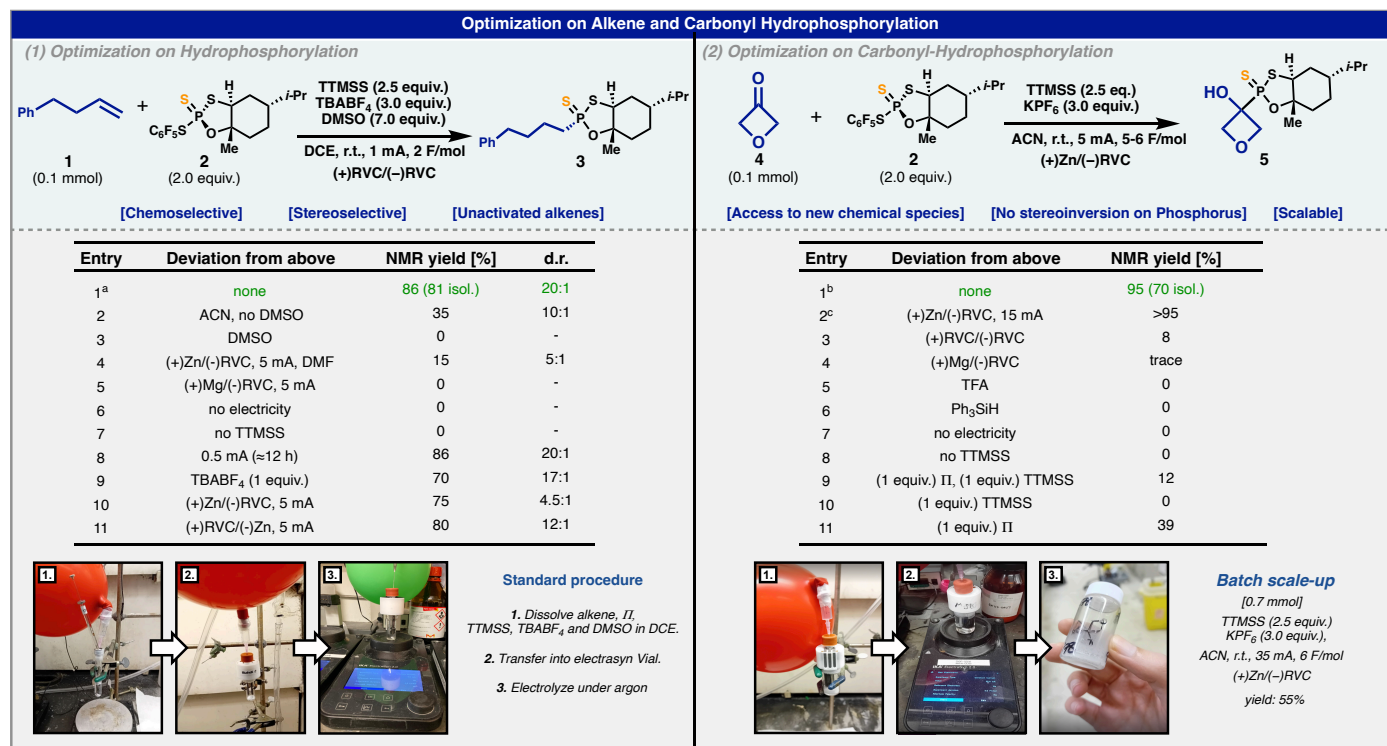 Optimization on Alkene and Carbonyl Hydrophosphorylation
(1) Optimization on Hydrophosphorylation
Ph
1
(0.1 mmol)
+
S
P
S
O
C6F5S
H
i-Pr
Me
2
(2.0 equiv.)
TTMSS (2.5 equiv.)
TBABF4 (3.0 equiv.)
DMSO (7.0 equiv.)
DCE, r.t., 1 mA, 2 F/mol
(+)RVC/(−)RVC
Ph
S
P
S
O
H
i-Pr
Me
3
[Chemoselective] [Stereoselective] [Unactivated alkenes]
Entry Deviation from above NMR yield [%] d.r.
1a none 86 (81 isol.) 20:1
2 ACN, no DMSO 35 10:1
3 DMSO 0 -
4 (+)Zn/(-)RVC, 5 mA, DMF 15 5:1
5 (+)Mg/(-)RVC, 5 mA 0 -
6 no electricity 0 -
7 no TTMSS 0 -
8 0.5 mA (≈12 h) 86 20:1
9 TBABF4 (1 equiv.) 70 17:1
10 (+)Zn/(-)RVC, 5 mA 75 4.5:1
11 (+)RVC/(-)Zn, 5 mA 80 12:1
1.
2.
3.
Standard procedure
1. Dissolve alkene, Π,
TTMSS, TBABF4 and DMSO in DCE.
2. Transfer into electrasyn Vial.
3. Electrolyze under argon
(2) Optimization on Carbonyl-Hydrophosphorylation
O
O
4
(0.1 mmol)
+
S
P
S
O
C6F5S
H
i-Pr
Me
2
(2.0 equiv.)
TTMSS (2.5 eq.)
KPF6 (3.0 equiv.)
ACN, r.t., 5 mA, 5-6 F/mol
(+)Zn/(−)RVC
HO
O
S
P
S
O
H
i-Pr
Me
5
[Access to new chemical species] [No stereoinversion on Phosphorus] [Scalable]
Entry Deviation from above NMR yield [%]
1b none 95 (70 isol.)
2c (+)Zn/(-)RVC, 15 mA >95
3 (+)RVC/(-)RVC 8
4 (+)Mg/(-)RVC trace
5 TFA 0
6 Ph3SiH 0
7 no electricity 0
8 no TTMSS 0
9 (1 equiv.) Π, (1 equiv.) TTMSS 12
10 (1 equiv.) TTMSS 0
11 (1 equiv.) Π 39
1.
2.
3.
Batch scale-up
[0.7 mmol]
TTMSS (2.5 equiv.)
KPF6 (3.0 equiv.),
ACN, r.t., 35 mA, 6 F/mol
(+)Zn/(−)RVC
yield: 55%